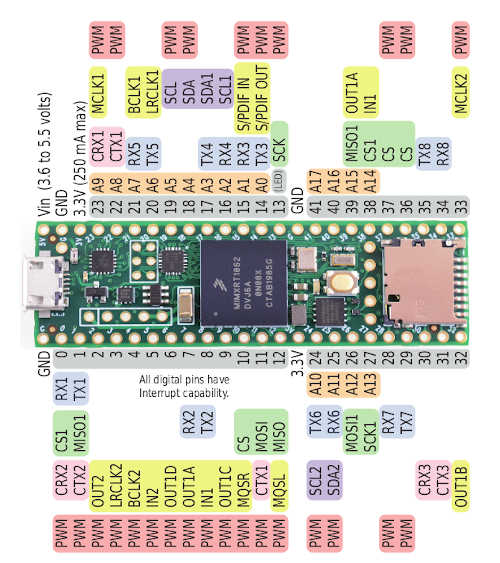 PWM PWM PWM PWM PWM PWM PWM PWM PWM PWM
MCLK1 BCLK1 LRCLK1 SCL SDA SDA1 SCL1 S/PDIF IN S/PDIF OUT OUT1A IN1 MCLK2
CRX1 CTX1 RX5 TX5 TX4 RX4 RX3 TX3 SCK MISO1 CS1 CS CS TX8 RX8
A9 A8 A7 A6 A5 A4 A3 A2 A1 A0 (LED) A17 A16 A15 A14
Vin (3.6 to 5.5 volts)
GND
3.3V (250 mA max)
23 22 21 20 19 18 17 16 15 14 13 GND 41 40 39 38 37 36 35 34 33
MIMXRT1062
DVJ6A
0N00X
CTAB1905G
GND 0 1 2 3 4 5 6 7 8 9 10 11 12 3.3V 24 25 26 27 28 29 30 31 32
A10 A11 A12 A13
All digital pins have
Interrupt capability.
RX1 TX1 RX2 TX2 TX6 RX6 RX7 TX7
CS1 MISO1 CS MOSI MISO MOSI1 SCK1
CRX2 CTX2 OUT2 LRCLK2 BCLK2 IN2 OUT1D OUT1A IN1 OUT1C MQSR CTX1 MQSL SCL2 SDA2 CRX3 CTX3 OUT1B
PWM PWM PWM PWM PWM PWM PWM PWM PWM PWM PWM PWM PWM PWM PWM PWM PWM